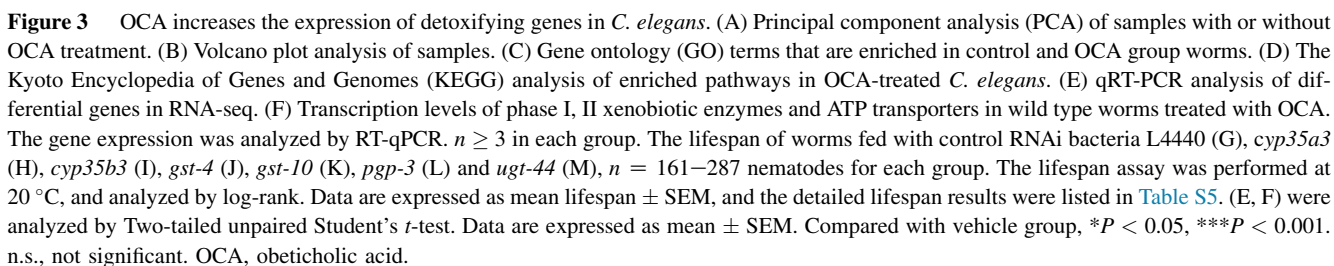 Figure 3 OCA increases the expression of detoxifying genes in C. elegans. (A) Principal component analysis (PCA) of samples with or without
OCA treatment. (B) Volcano plot analysis of samples. (C) Gene ontology (GO) terms that are enriched in control and OCA group worms. (D) The
Kyoto Encyclopedia of Genes and Genomes (KEGG) analysis of enriched pathways in OCA-treated C. elegans. (E) qRT-PCR analysis of dif-
ferential genes in RNA-seq. (F) Transcription levels of phase I, II xenobiotic enzymes and ATP transporters in wild type worms treated with OCA.
The gene expression was analyzed by RT-qPCR. n ≥ 3 in each group. The lifespan of worms fed with control RNAi bacteria L4440 (G), cyp35a3
(H), cyp35b3 (I), gst-4 (J), gst-10 (K), pgp-3 (L) and ugt-44 (M), n = 161−287 nematodes for each group. The lifespan assay was performed at
20 °C, and analyzed by log-rank. Data are expressed as mean lifespan ± SEM, and the detailed lifespan results were listed in Table S5. (E, F) were
analyzed by Two-tailed unpaired Student's t-test. Data are expressed as mean ± SEM. Compared with vehicle group, *P < 0.05, ***P < 0.001.
n.s., not significant. OCA, obeticholic acid.